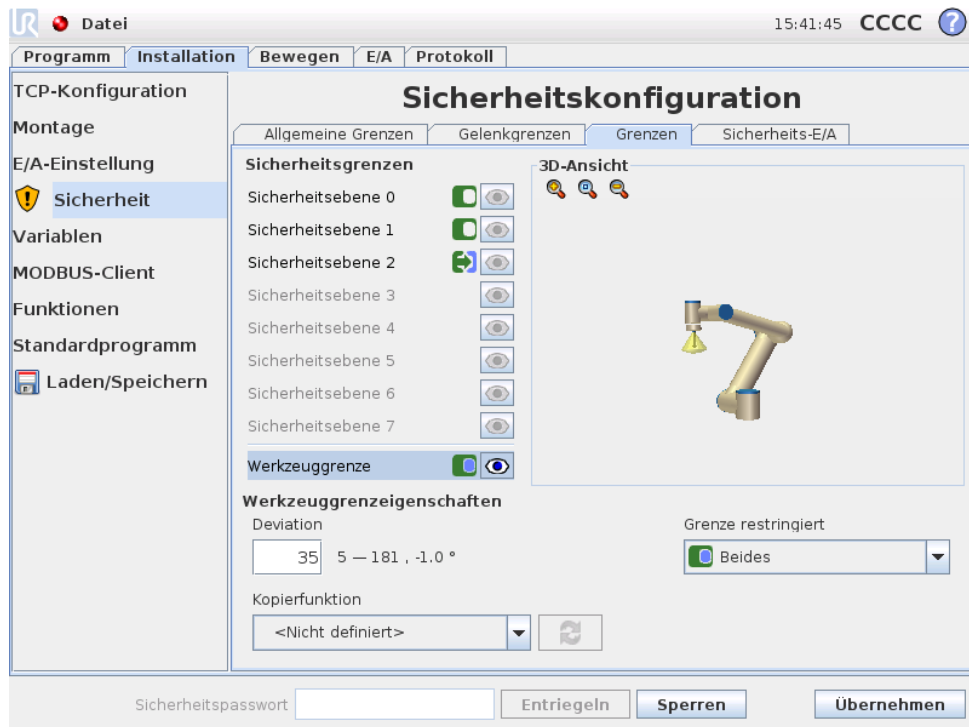 UR Datei 15:41:45 CCCC ?
Programm Installation Bewegen E/A Protokoll
TCP-Konfiguration
Montage
E/A-Einstellung
Sicherheit
Variablen
MODBUS-Client
Funktionen
Standardprogramm
Laden/Speichern
Sicherheitskonfiguration
Allgemeine Grenzen Gelenkgrenzen Grenzen Sicherheits-E/A
Sicherheitsgrenzen
Sicherheitsebene 0
Sicherheitsebene 1
Sicherheitsebene 2
Sicherheitsebene 3
Sicherheitsebene 4
Sicherheitsebene 5
Sicherheitsebene 6
Sicherheitsebene 7
Werkzeuggrenze
3D-Ansicht
Werkzeuggrenzeigenschaften
Deviation
35 5 — 181 , -1.0 °
Grenze restringiert
Beides
Kopierfunktion
<Nicht definiert>
Sicherheitspasswort Entriegeln Sperren Übernehmen